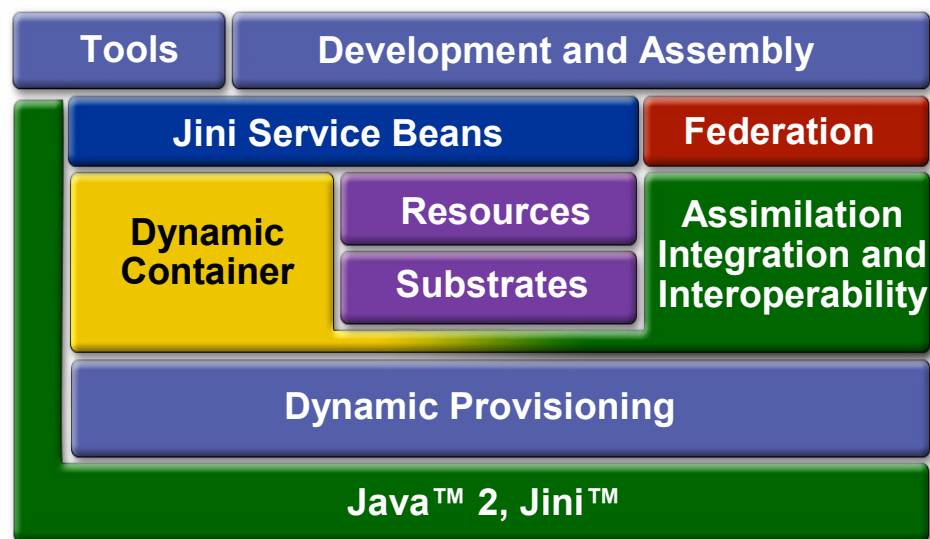 Tools
Development and Assembly
Jini Service Beans
Federation
Dynamic
Container
Resources
Substrates
Assimilation
Integration and
Interoperability
Dynamic Provisioning
Java™ 2, Jini™